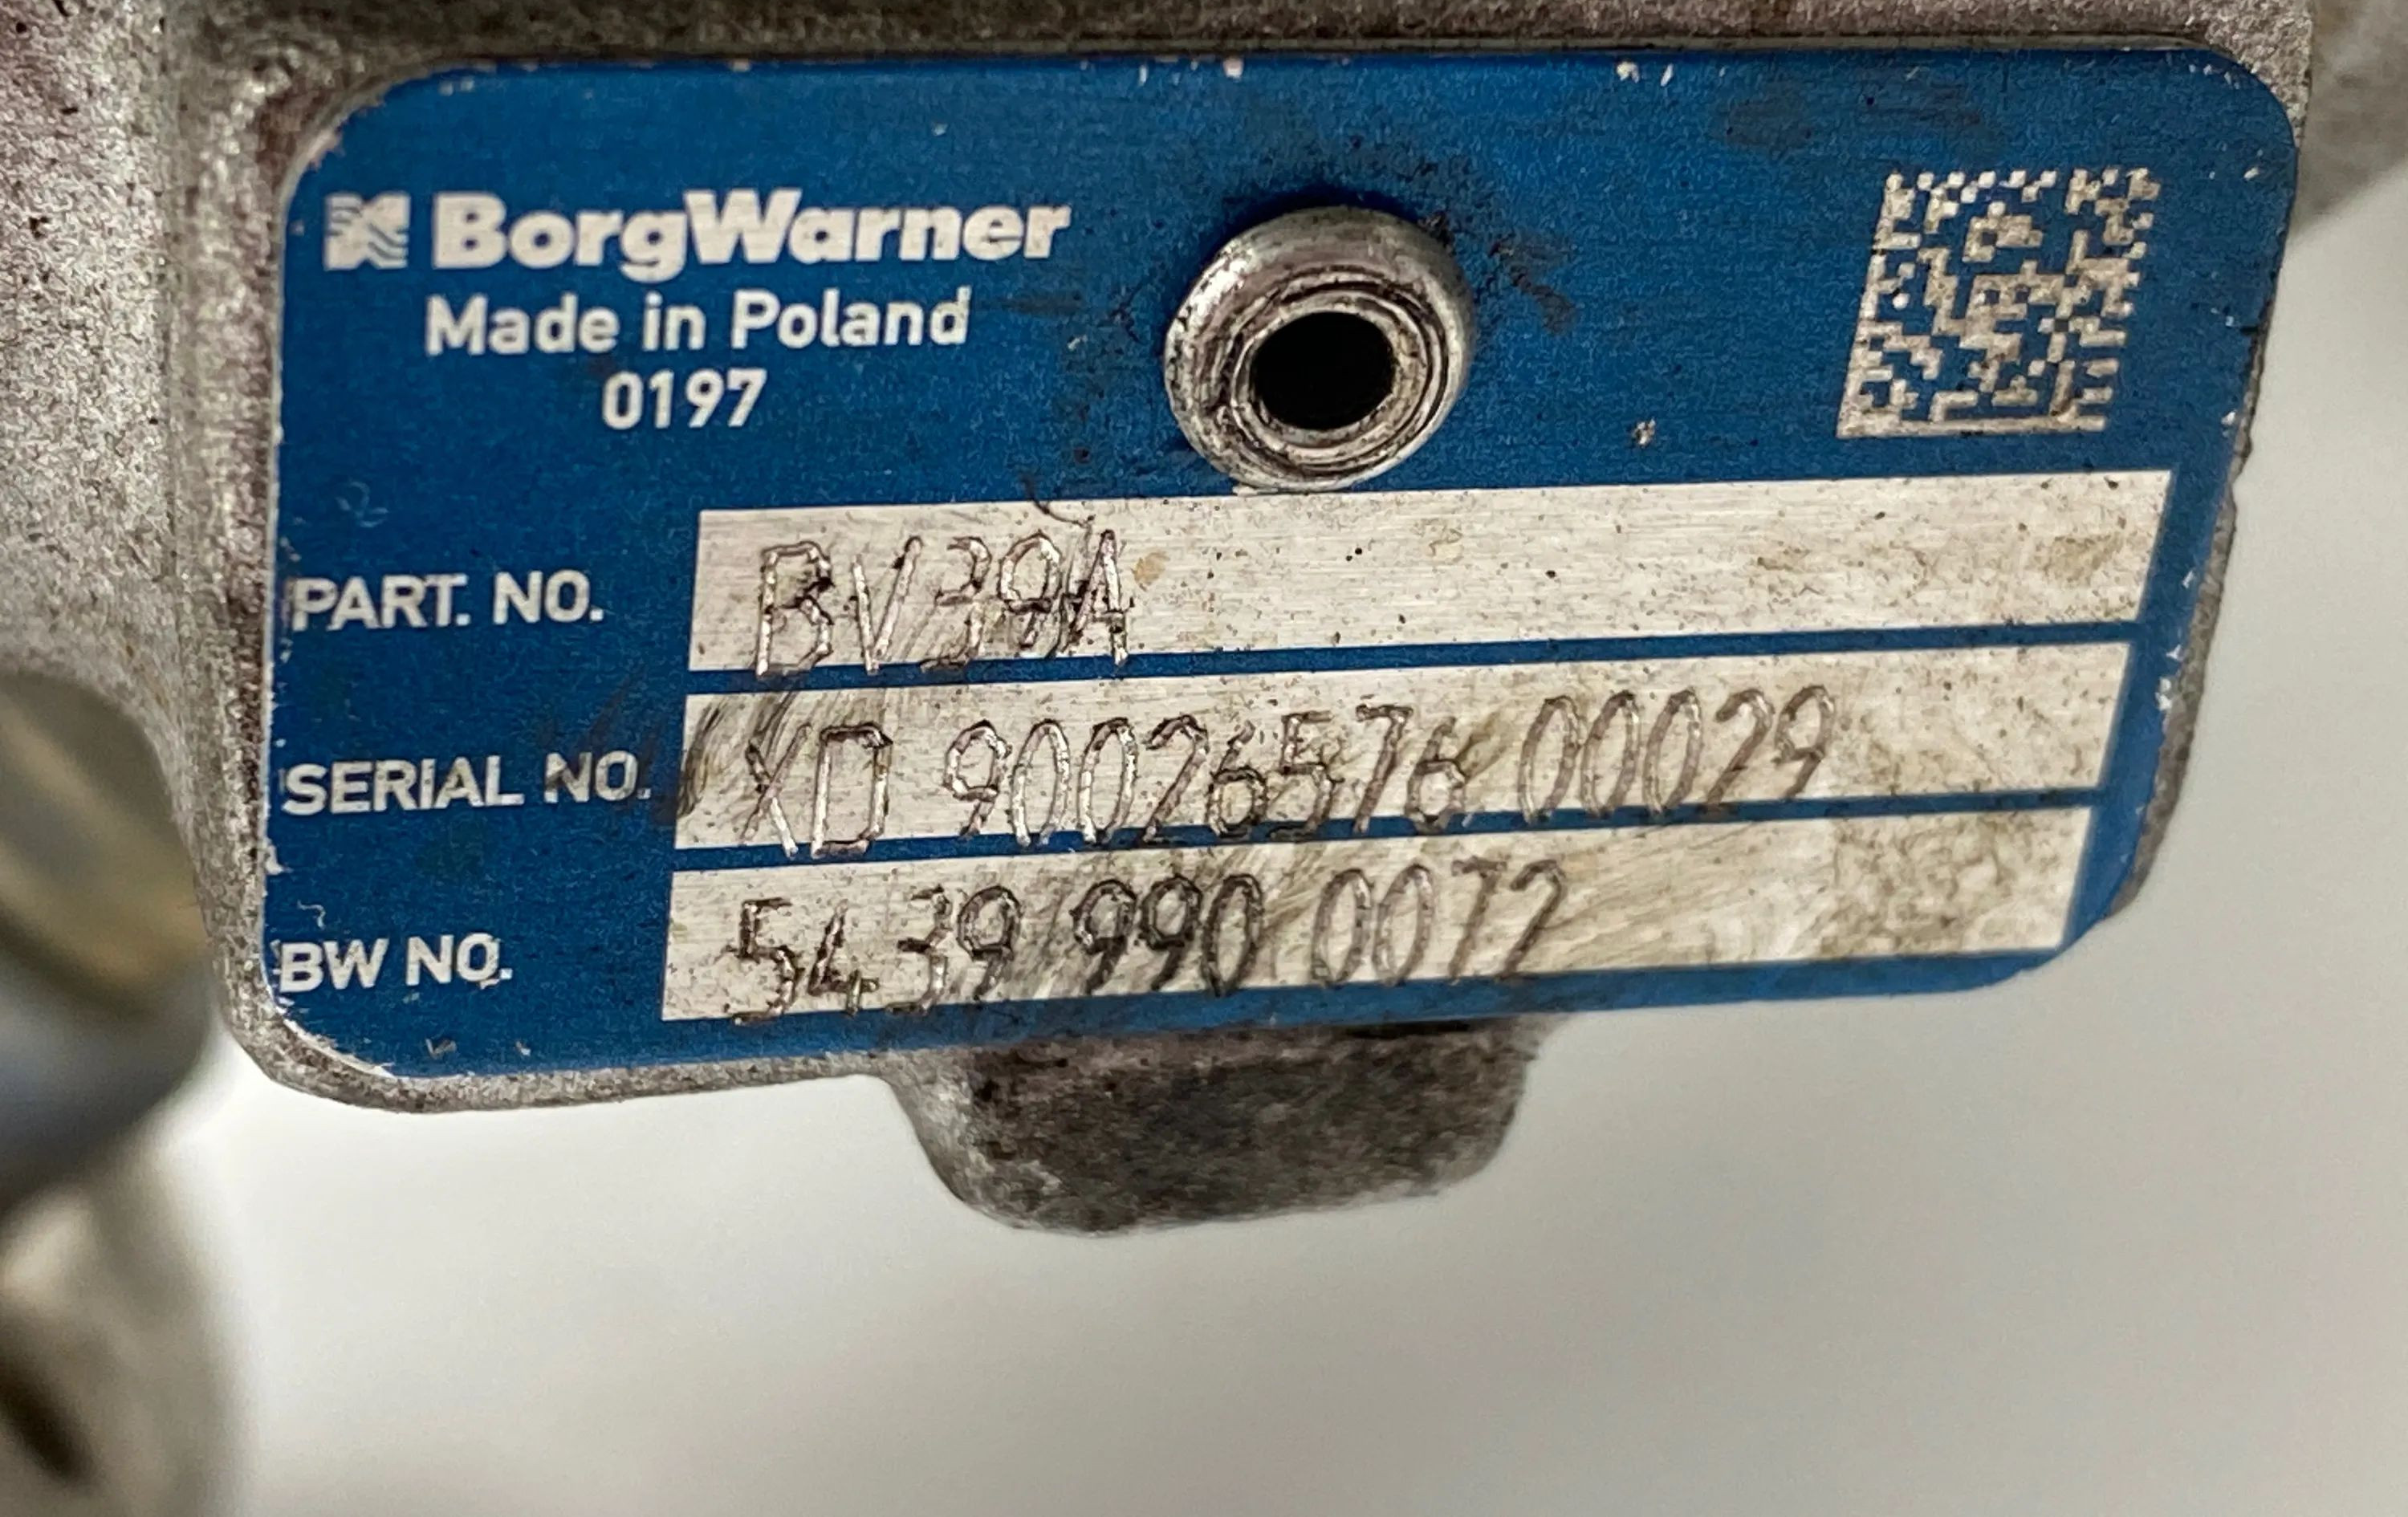 BorgWarner
Made in Poland
0197
PART. NO. BV39A
SERIAL NO. XD 90026576 00029
BW NO. 5439 990 0072